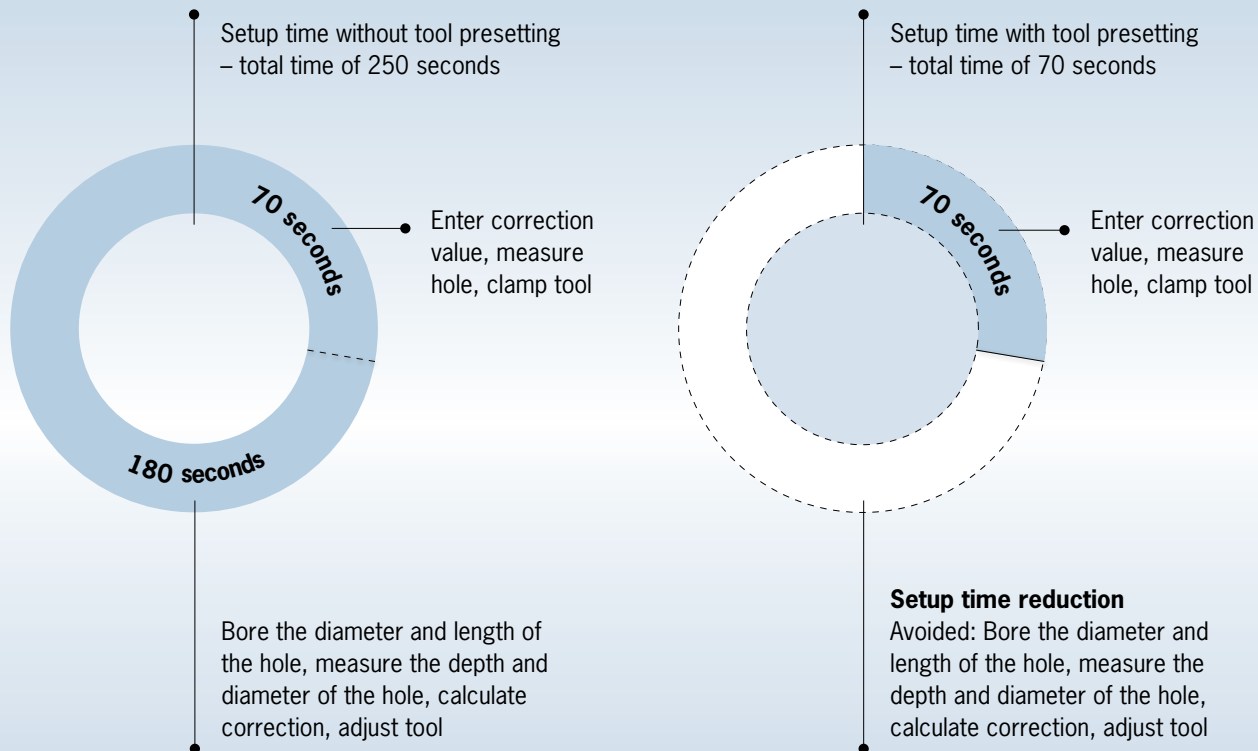 Setup time without tool presetting
– total time of 250 seconds
70 seconds
Enter correction
value, measure
hole, clamp tool
180 seconds
Bore the diameter and length of
the hole, measure the depth and
diameter of the hole, calculate
correction, adjust tool
Setup time with tool presetting
– total time of 70 seconds
70 seconds
Enter correction
value, measure
hole, clamp tool
Setup time reduction
Avoided: Bore the diameter and
length of the hole, measure the
depth and diameter of the hole,
calculate correction, adjust tool